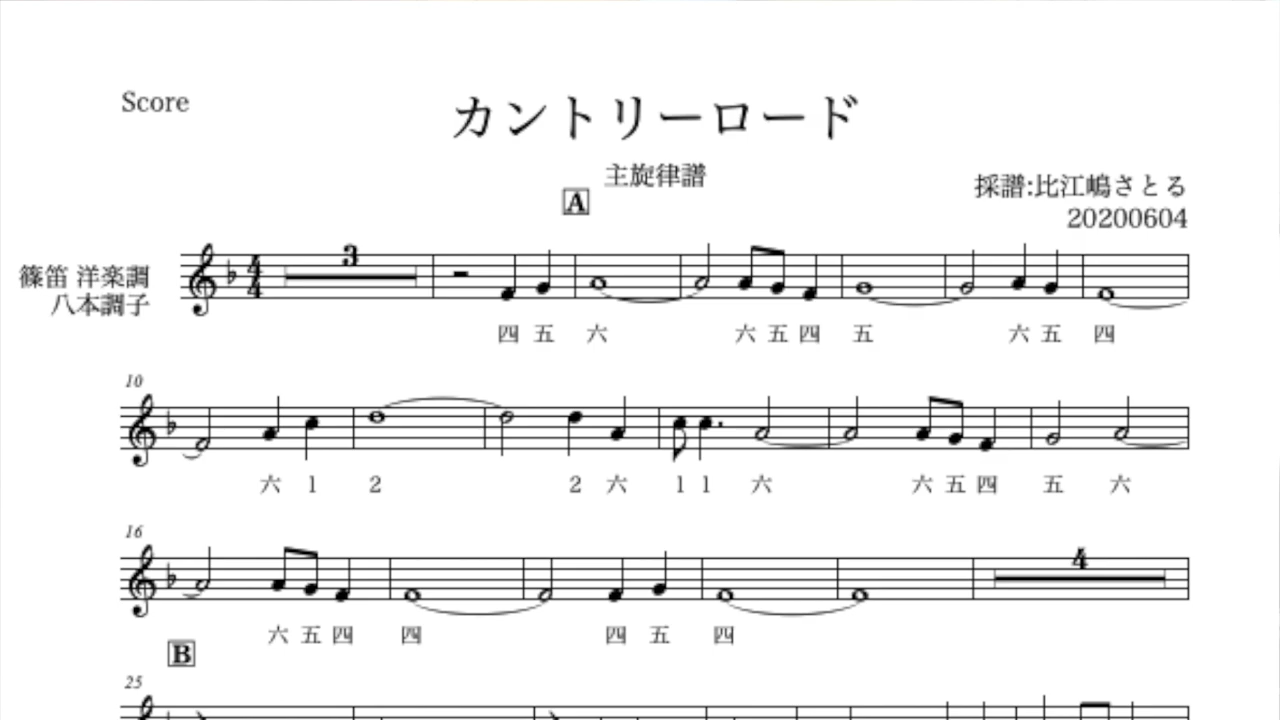 Score
カントリーロード
主旋律譜
A
採譜:比江嶋さとる
20200604
篠笛 洋楽調
八本調子
3
四 五 六 六 五 四 五 六 五 四
10
六 1 2 2 六 1 1 六 六 五 四 五 六
16
4
六 五 四 四 四 五 四
B
25